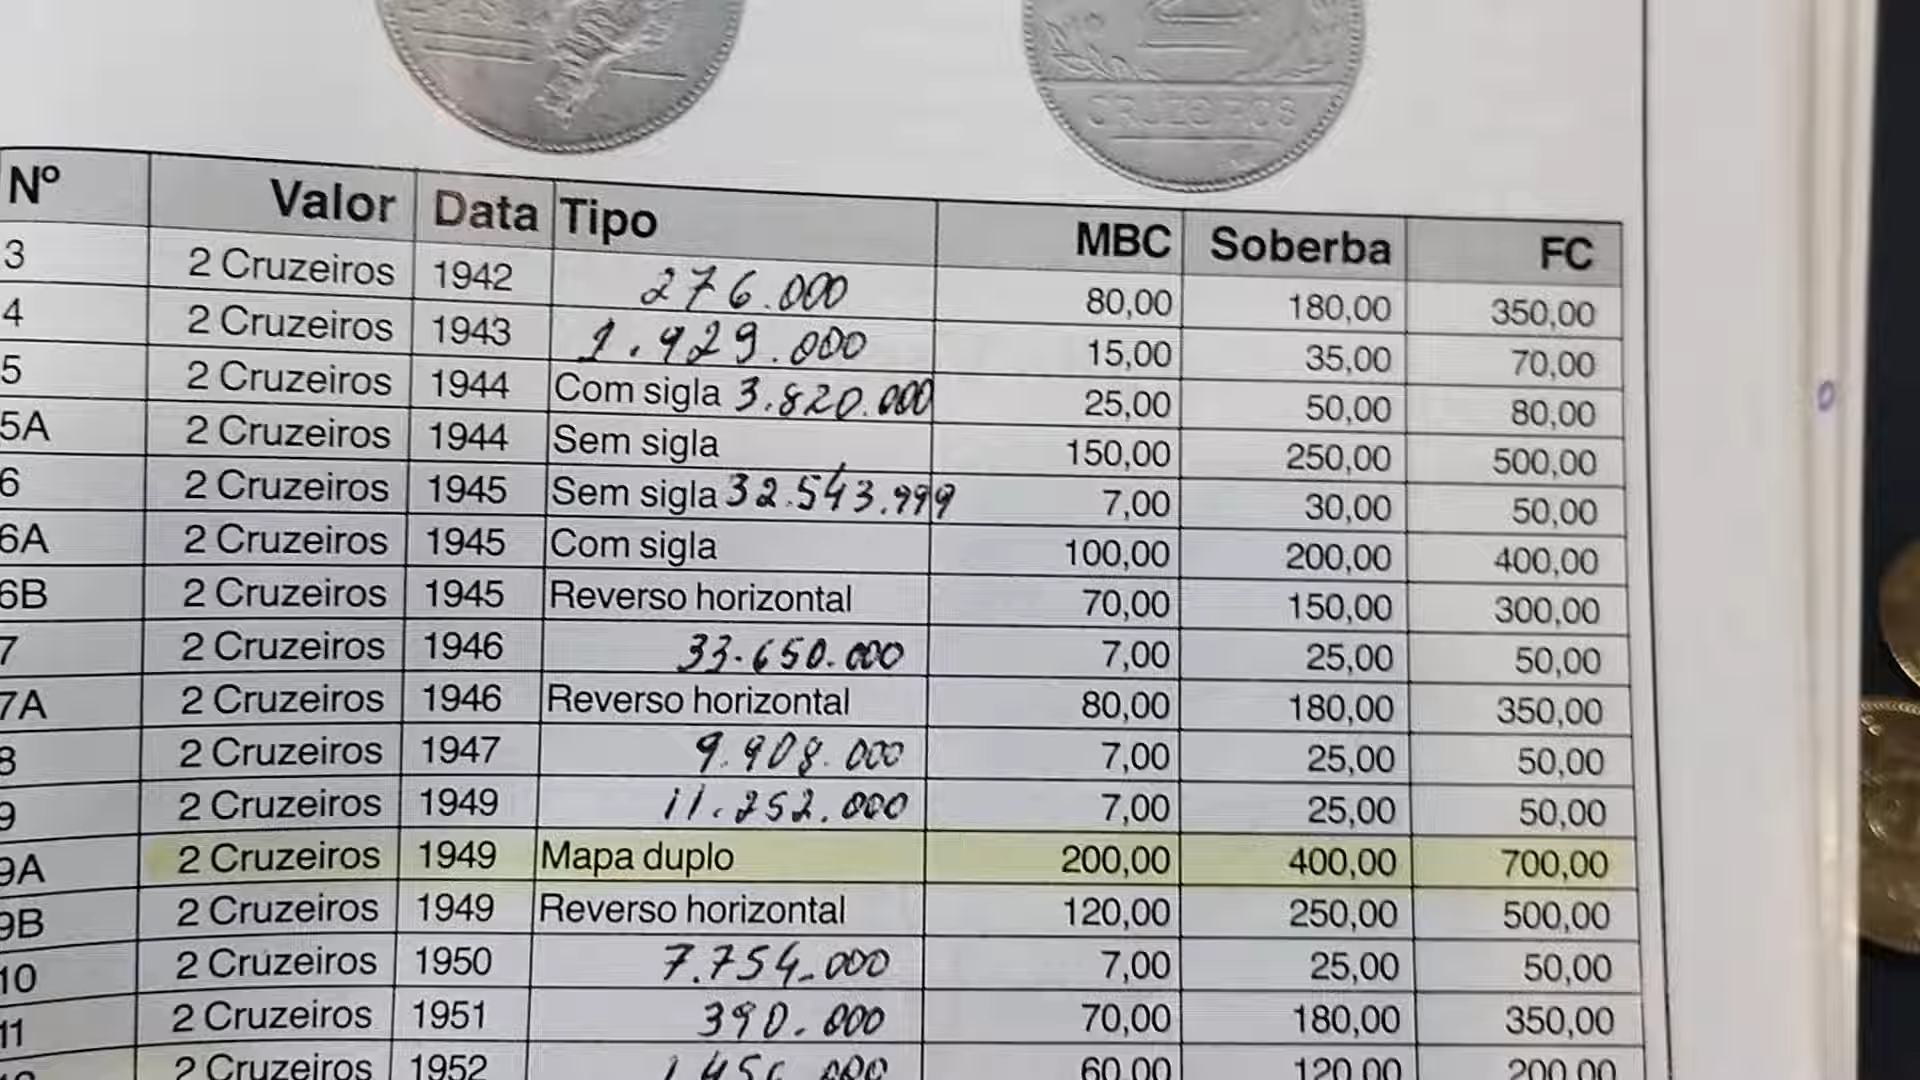 CRUZEIROS
Nº Valor Data Tipo MBC Soberba FC
3 2 Cruzeiros 1942 276.000 80,00 180,00 350,00
4 2 Cruzeiros 1943 1.929.000 15,00 35,00 70,00
5 2 Cruzeiros 1944 Com sigla 3.820.000 25,00 50,00 80,00
5A 2 Cruzeiros 1944 Sem sigla 150,00 250,00 500,00
6 2 Cruzeiros 1945 Sem sigla 32.543.999 7,00 30,00 50,00
6A 2 Cruzeiros 1945 Com sigla 100,00 200,00 400,00
6B 2 Cruzeiros 1945 Reverso horizontal 70,00 150,00 300,00
7 2 Cruzeiros 1946 33.650.000 7,00 25,00 50,00
7A 2 Cruzeiros 1946 Reverso horizontal 80,00 180,00 350,00
8 2 Cruzeiros 1947 9.908.000 7,00 25,00 50,00
9 2 Cruzeiros 1949 11.252.000 7,00 25,00 50,00
9A 2 Cruzeiros 1949 Mapa duplo 200,00 400,00 700,00
9B 2 Cruzeiros 1949 Reverso horizontal 120,00 250,00 500,00
10 2 Cruzeiros 1950 7.754.000 7,00 25,00 50,00
11 2 Cruzeiros 1951 390.000 70,00 180,00 350,00
2 Cruzeiros 1952 60,00 120,00 200,00